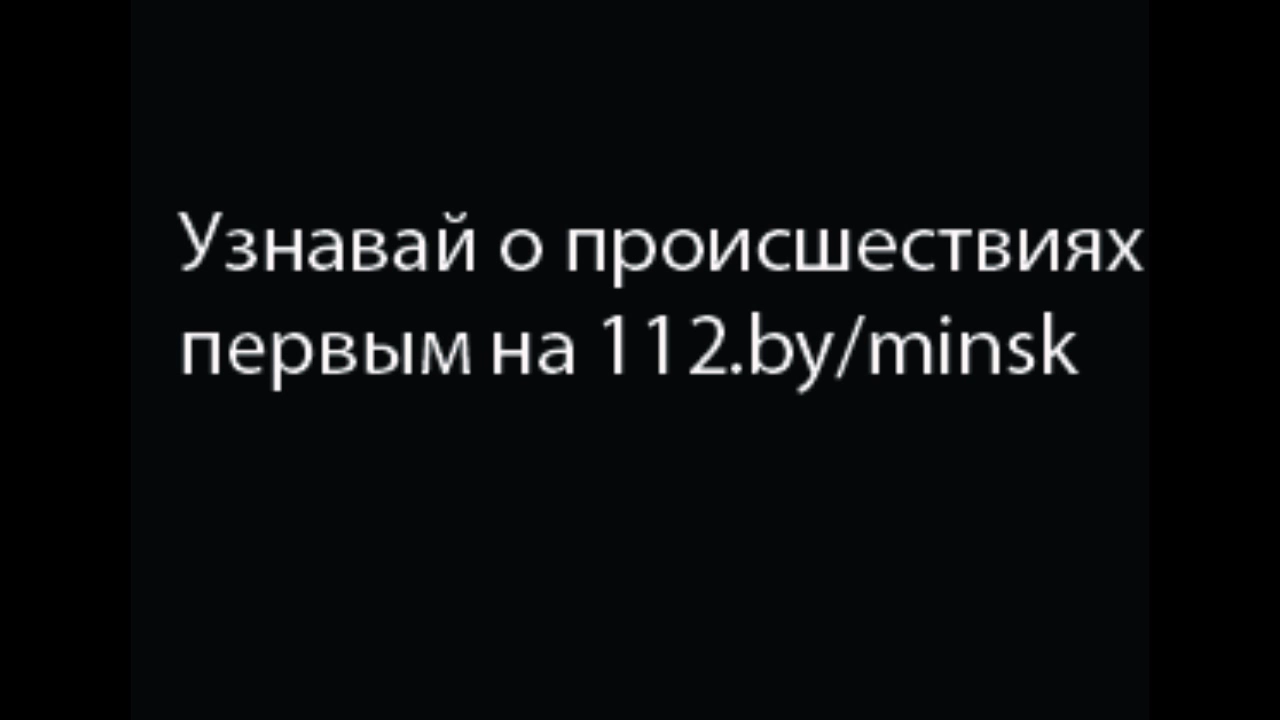 Узнавай о происшествиях
первым на 112.by/minsk